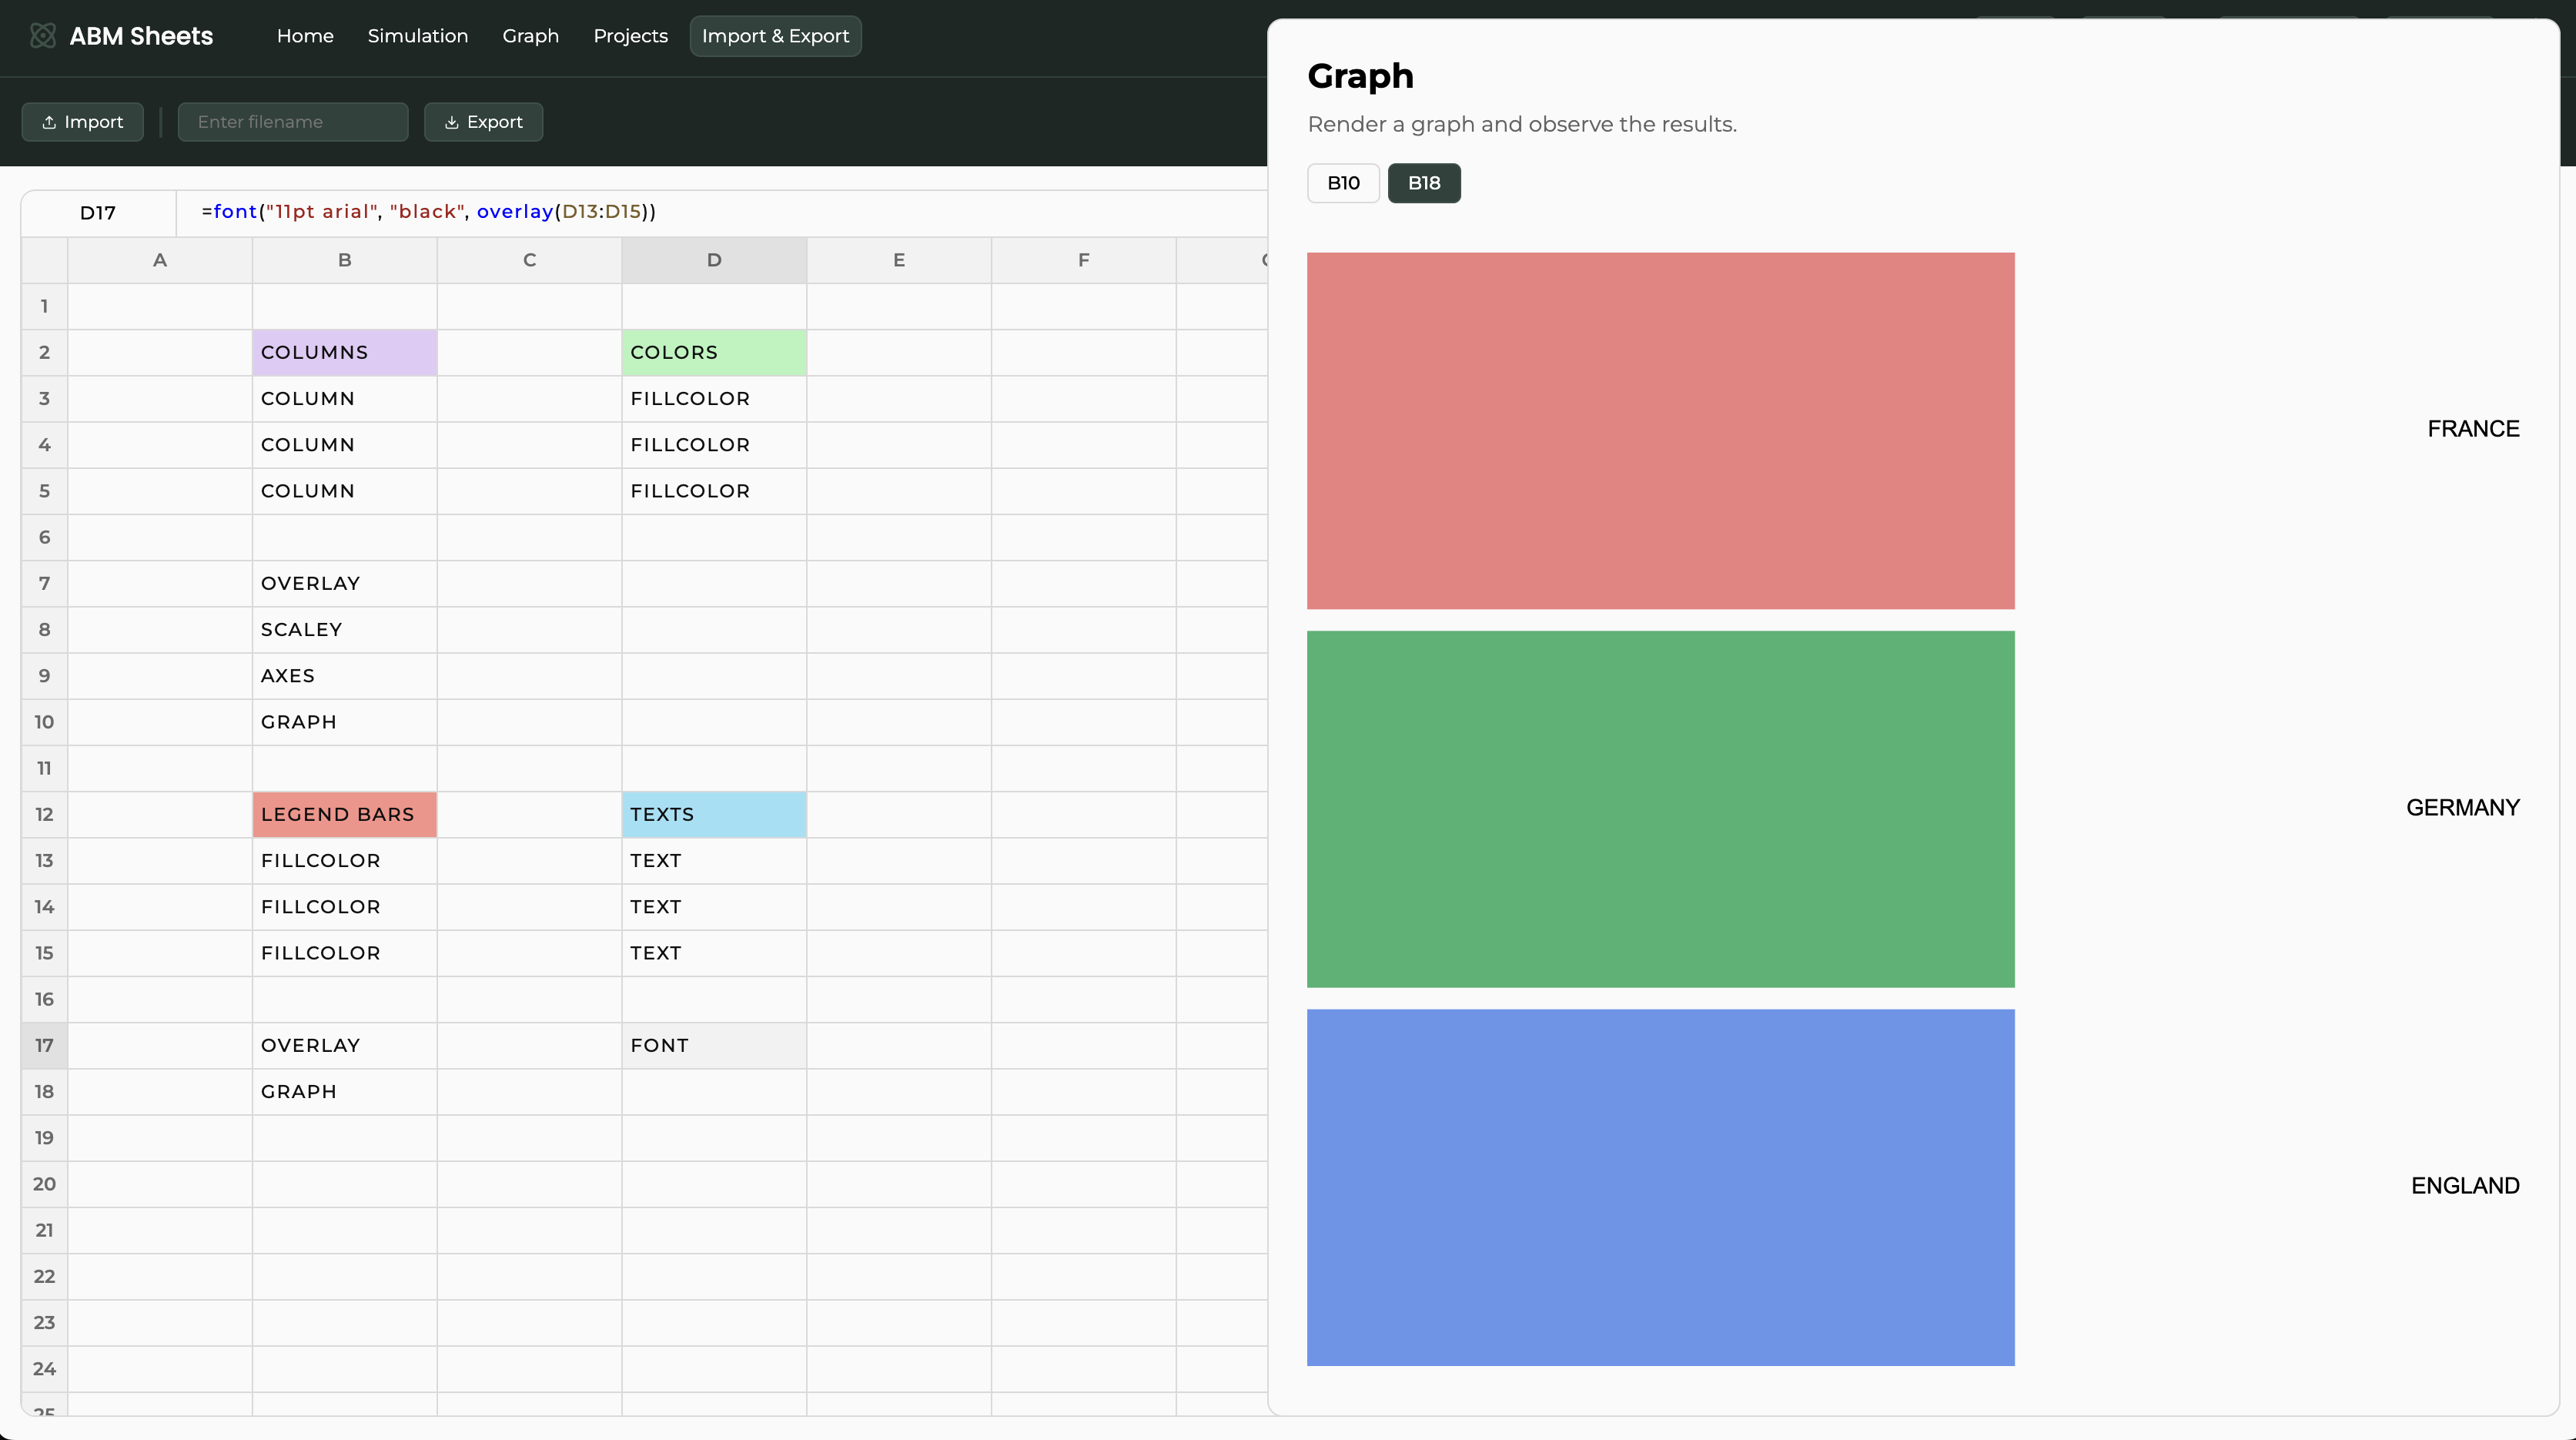 ABM Sheets Home Simulation Graph Projects Import & Export
Import Enter filename Export
D17 =font("11pt arial", "black", overlay(D13:D15))
A B C D E F
1
2 COLUMNS COLORS
3 COLUMN FILLCOLOR
4 COLUMN FILLCOLOR
5 COLUMN FILLCOLOR
6
7 OVERLAY
8 SCALEY
9 AXES
10 GRAPH
11
12 LEGEND BARS TEXTS
13 FILLCOLOR TEXT
14 FILLCOLOR TEXT
15 FILLCOLOR TEXT
16
17 OVERLAY FONT
18 GRAPH
19
20
21
22
23
24
25
Graph
Render a graph and observe the results.
B10 B18
FRANCE
GERMANY
ENGLAND